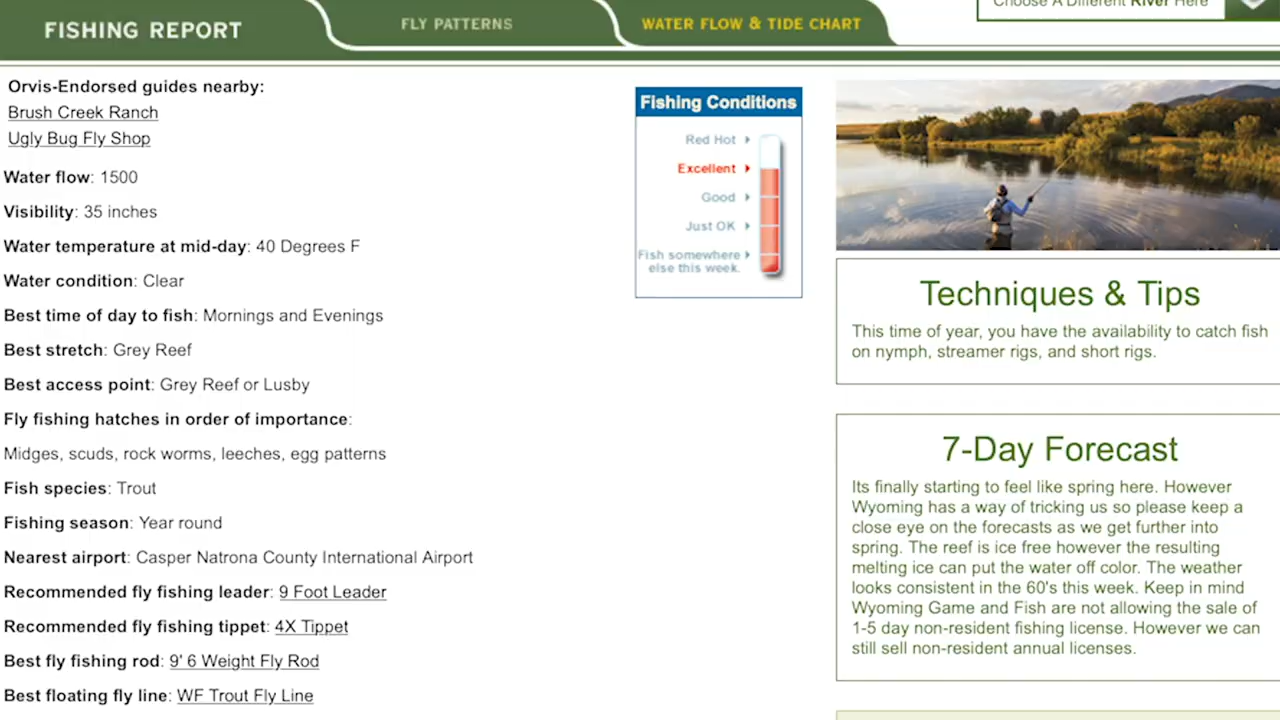 Choose A Different River Here
FISHING REPORT
FLY PATTERNS
WATER FLOW & TIDE CHART
Orvis-Endorsed guides nearby:
Brush Creek Ranch
Ugly Bug Fly Shop
Water flow: 1500
Visibility: 35 inches
Water temperature at mid-day: 40 Degrees F
Water condition: Clear
Best time of day to fish: Mornings and Evenings
Best stretch: Grey Reef
Best access point: Grey Reef or Lusby
Fly fishing hatches in order of importance:
Midges, scuds, rock worms, leeches, egg patterns
Fish species: Trout
Fishing season: Year round
Nearest airport: Casper Natrona County International Airport
Recommended fly fishing leader: 9 Foot Leader
Recommended fly fishing tippet: 4X Tippet
Best fly fishing rod: 9' 6 Weight Fly Rod
Best floating fly line: WF Trout Fly Line
Fishing Conditions
Red Hot
Excellent
Good
Just OK
Fish somewhere
else this week.
Techniques & Tips
This time of year, you have the availability to catch fish
on nymph, streamer rigs, and short rigs.
7-Day Forecast
Its finally starting to feel like spring here. However
Wyoming has a way of tricking us so please keep a
close eye on the forecasts as we get further into
spring. The reef is ice free however the resulting
melting ice can put the water off color. The weather
looks consistent in the 60's this week. Keep in mind
Wyoming Game and Fish are not allowing the sale of
1-5 day non-resident fishing license. However we can
still sell non-resident annual licenses.